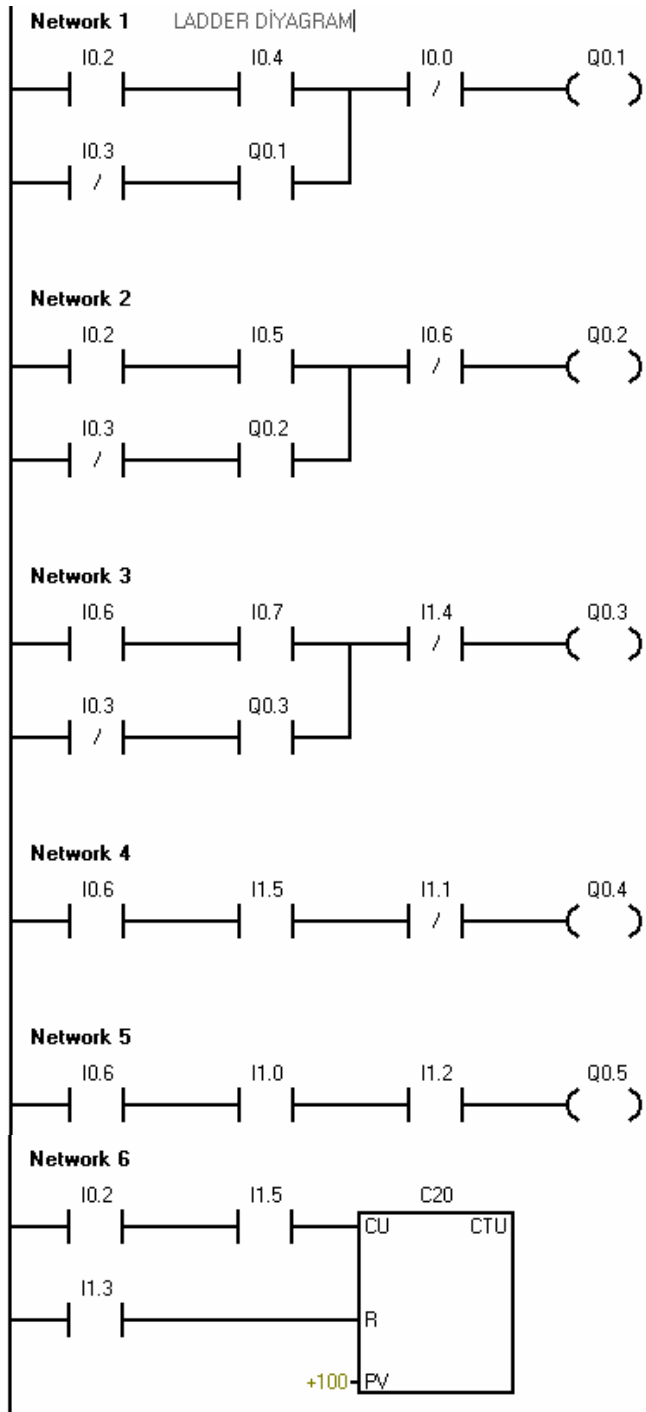 Network 1 LADDER DİYAGRAM
I0.2 I0.4 I0.0 Q0.1
/
I0.3 Q0.1
/
Network 2
I0.2 I0.5 I0.6 Q0.2
/
I0.3 Q0.2
/
Network 3
I0.6 I0.7 I1.4 Q0.3
/
I0.3 Q0.3
/
Network 4
I0.6 I1.5 I1.1 Q0.4
/
Network 5
I0.6 I1.0 I1.2 Q0.5
Network 6
I0.2 I1.5 C20
CU CTU
I1.3
R
+100 PV